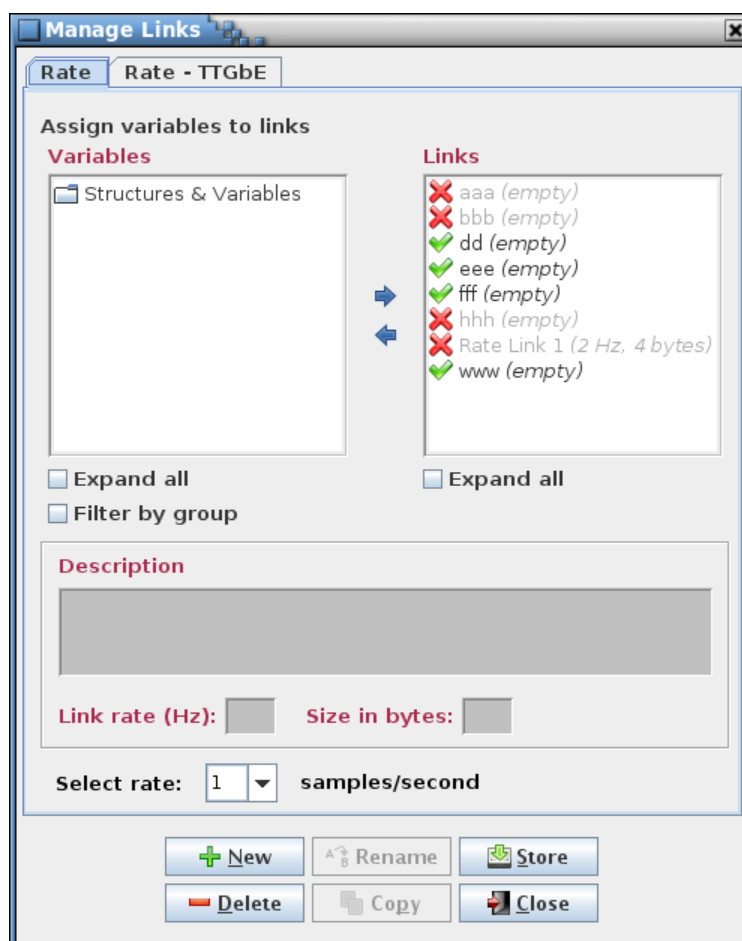 Manage Links
Rate Rate - TTGbE
Assign variables to links
Variables
Structures & Variables
Expand all
Filter by group
Links
aaa (empty)
bbb (empty)
dd (empty)
eee (empty)
fff (empty)
hhh (empty)
Rate Link 1 (2 Hz, 4 bytes)
www (empty)
Expand all
Description
Link rate (Hz): Size in bytes:
Select rate: 1 samples/second
New Rename Store
Delete Copy Close